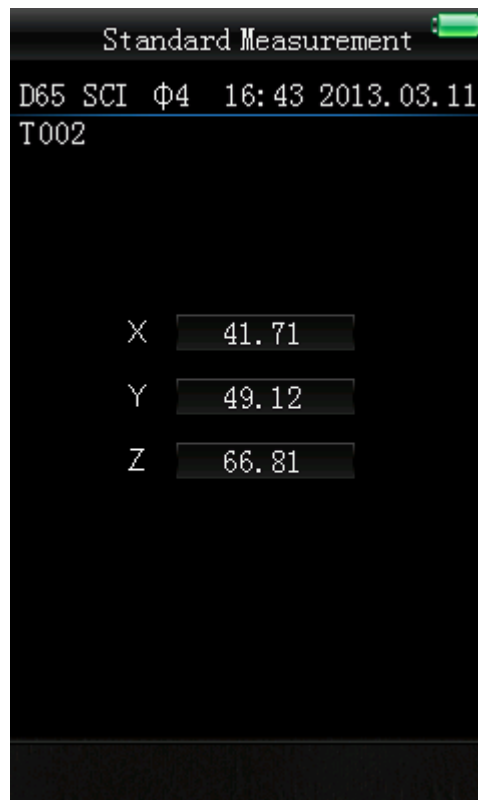 Standard Measurement
D65 SCI Φ4 16:43 2013.03.11
T002
X 41.71
Y 49.12
Z 66.81